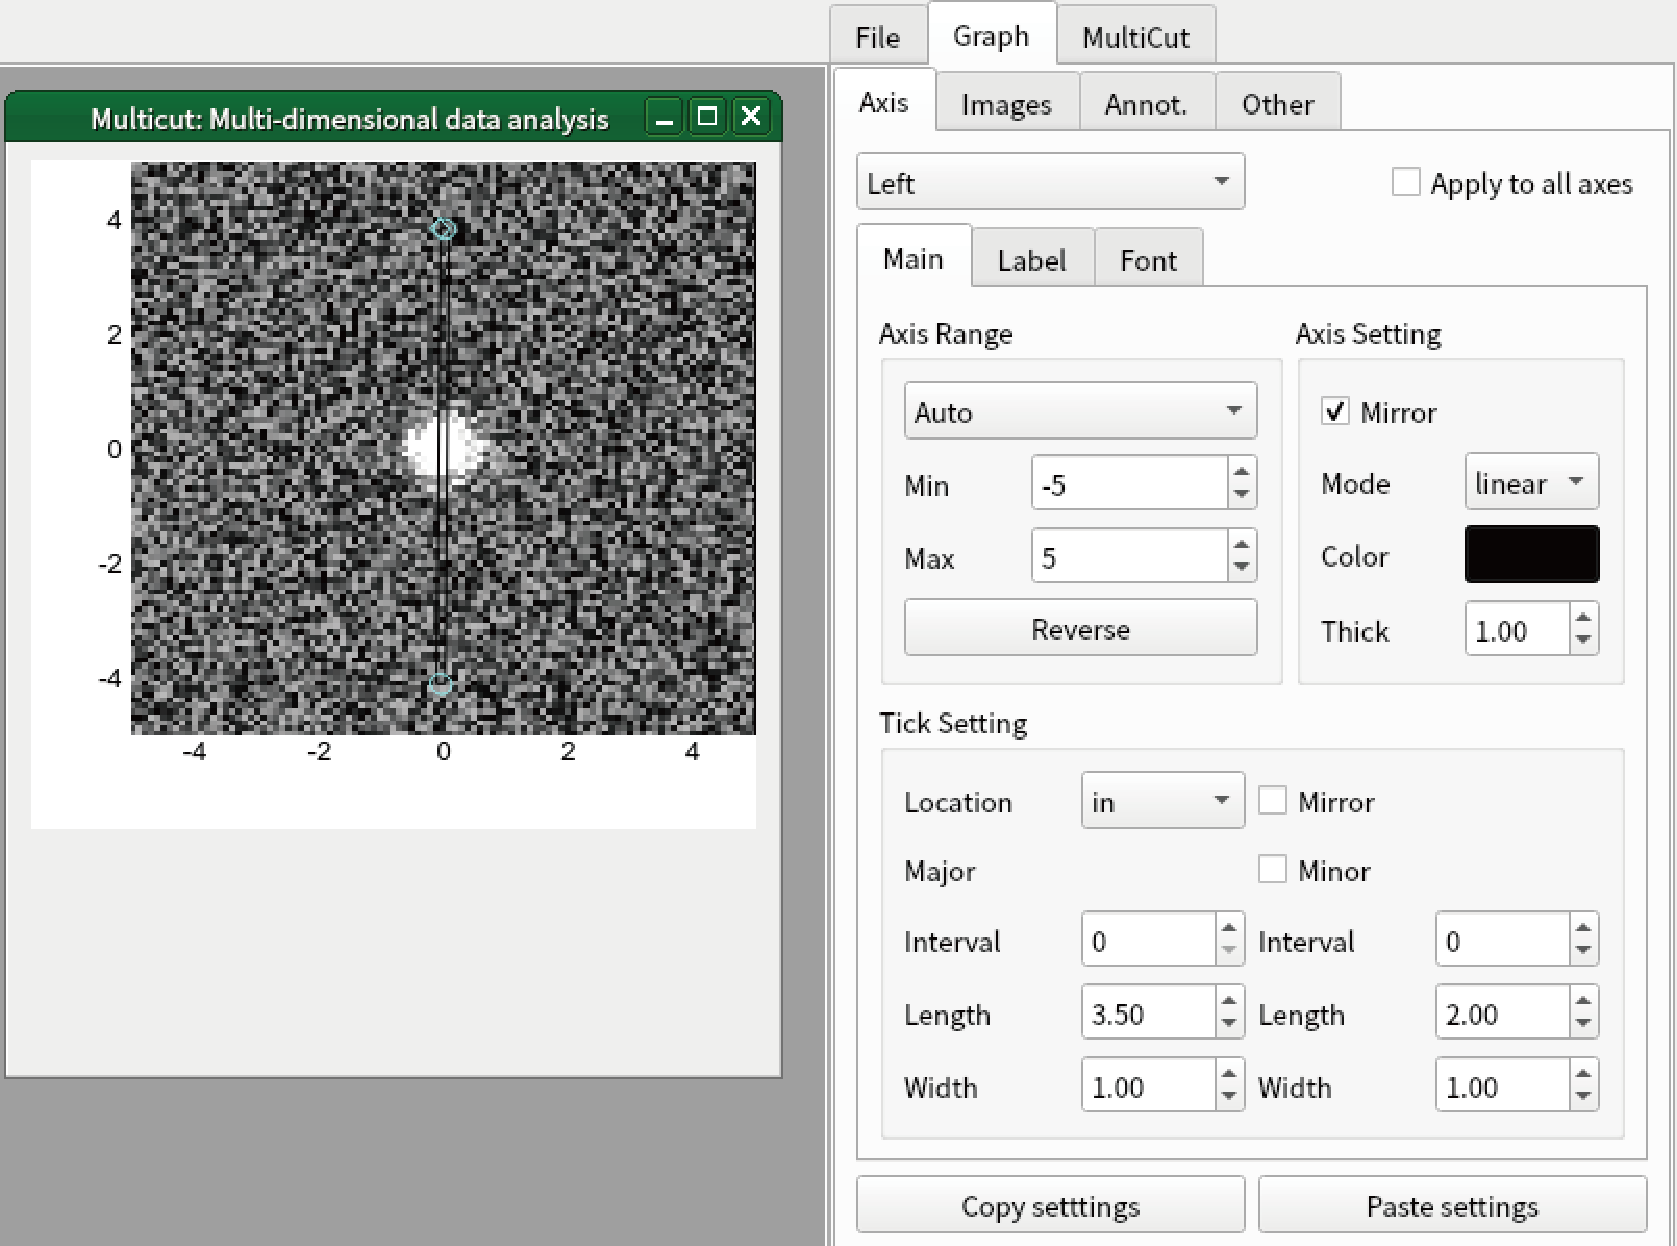 File Graph MultiCut
Axis Images Annot. Other
Multicut: Multi-dimensional data analysis
4
2
0
-2
-4
-4 -2 0 2 4
Left Apply to all axes
Main Label Font
Axis Range Axis Setting
Auto Mirror
Min -5 Mode linear
Max 5 Color
Reverse Thick 1.00
Tick Setting
Location in Mirror
Major Minor
Interval 0 Interval 0
Length 3.50 Length 2.00
Width 1.00 Width 1.00
Copy setttings Paste settings